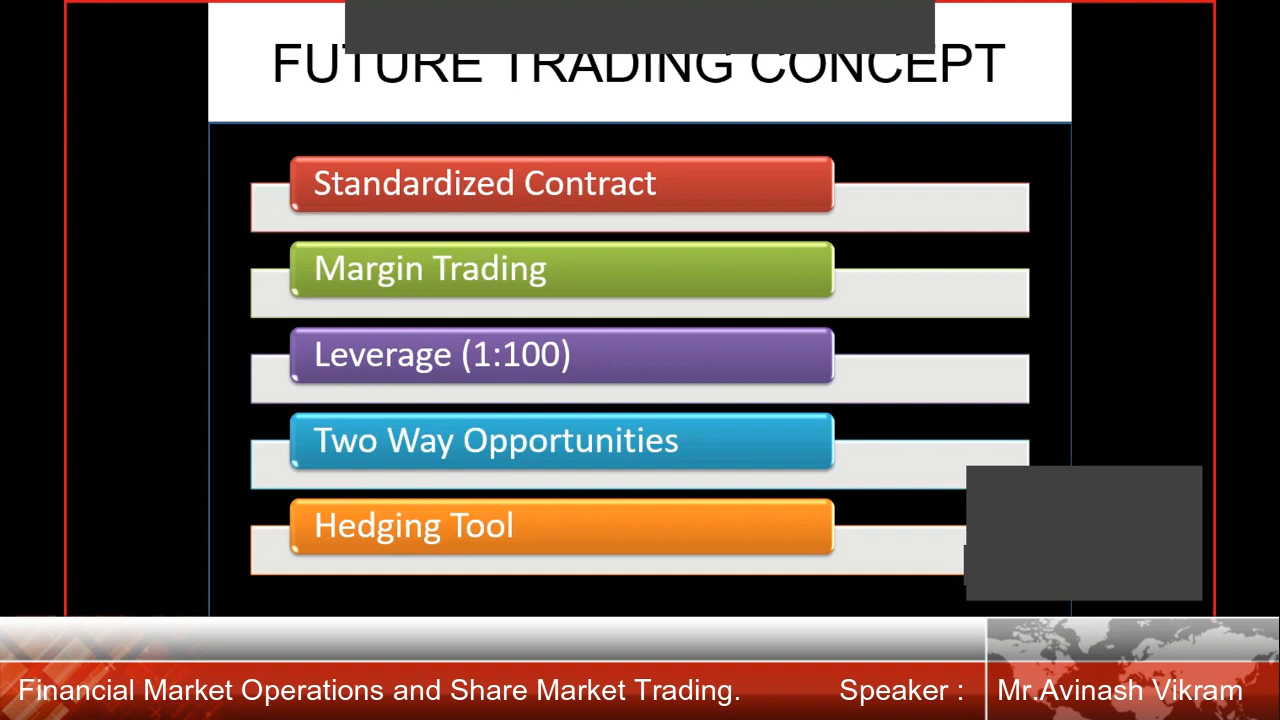 FUTURE TRADING CONCEPT
Standardized Contract
Margin Trading
Leverage (1:100)
Two Way Opportunities
Hedging Tool
Financial Market Operations and Share Market Trading. Speaker : Mr.Avinash Vikram